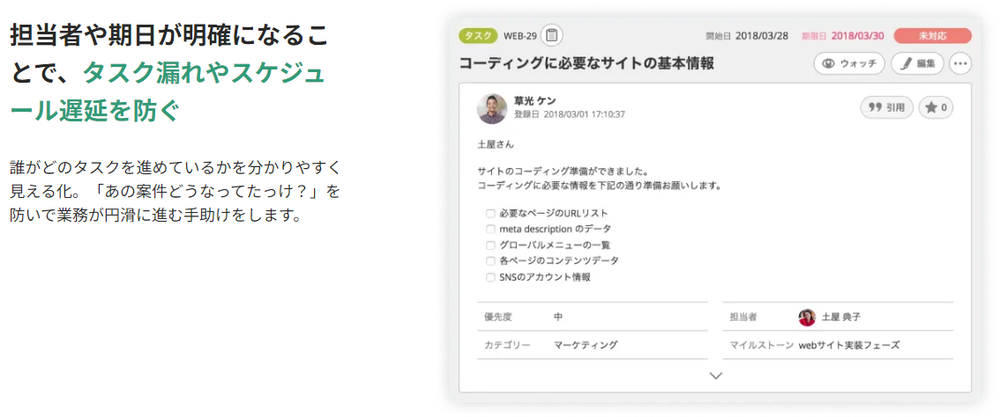 担当者や期日が明確になるこ
とで、タスク漏れやスケジュ
ール遅延を防ぐ
誰がどのタスクを進めているかを分かりやすく
見える化。「あの案件どうなってたっけ？」を
防いで業務が円滑に進む手助けをします。
タスク WEB-29 開始日 2018/03/28 期限日 2018/03/30 未対応
コーディングに必要なサイトの基本情報 ウォッチ 編集
草光 ケン
登録日 2018/03/01 17:10:37 引用 0
土屋さん
サイトのコーディング準備ができました。
コーディングに必要な情報を下記の通り準備お願いします。
必要なページのURLリスト
meta description のデータ
グローバルメニューの一覧
各ページのコンテンツデータ
SNSのアカウント情報
優先度 中 担当者 土屋 典子
カテゴリー マーケティング マイルストーン webサイト実装フェーズ